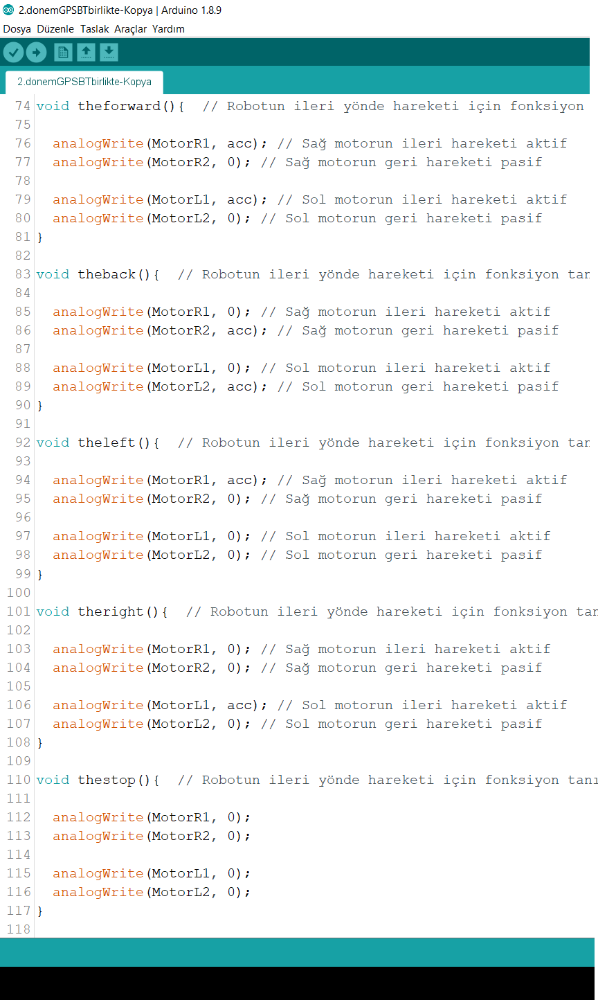 2.donemGPSBTbirlikte-Kopya | Arduino 1.8.9
Dosya Düzenle Taslak Araçlar Yardım
2.donemGPSBTbirlikte-Kopya
74 void theforward(){  // Robotun ileri yönde hareketi için fonksiyon
75
76   analogWrite(MotorR1, acc); // Sağ motorun ileri hareketi aktif
77   analogWrite(MotorR2, 0); // Sağ motorun geri hareketi pasif
78
79   analogWrite(MotorL1, acc); // Sol motorun ileri hareketi aktif
80   analogWrite(MotorL2, 0); // Sol motorun geri hareketi pasif
81 }
82
83 void theback(){  // Robotun ileri yönde hareketi için fonksiyon tan
84
85   analogWrite(MotorR1, 0); // Sağ motorun ileri hareketi aktif
86   analogWrite(MotorR2, acc); // Sağ motorun geri hareketi pasif
87
88   analogWrite(MotorL1, 0); // Sol motorun ileri hareketi aktif
89   analogWrite(MotorL2, acc); // Sol motorun geri hareketi pasif
90 }
91
92 void theleft(){  // Robotun ileri yönde hareketi için fonksiyon tan
93
94   analogWrite(MotorR1, acc); // Sağ motorun ileri hareketi aktif
95   analogWrite(MotorR2, 0); // Sağ motorun geri hareketi pasif
96
97   analogWrite(MotorL1, 0); // Sol motorun ileri hareketi aktif
98   analogWrite(MotorL2, 0); // Sol motorun geri hareketi pasif
99 }
100
101 void theright(){  // Robotun ileri yönde hareketi için fonksiyon tan
102
103   analogWrite(MotorR1, 0); // Sağ motorun ileri hareketi aktif
104   analogWrite(MotorR2, 0); // Sağ motorun geri hareketi pasif
105
106   analogWrite(MotorL1, acc); // Sol motorun ileri hareketi aktif
107   analogWrite(MotorL2, 0); // Sol motorun geri hareketi pasif
108 }
109
110 void thestop(){  // Robotun ileri yönde hareketi için fonksiyon tanı
111
112   analogWrite(MotorR1, 0);
113   analogWrite(MotorR2, 0);
114
115   analogWrite(MotorL1, 0);
116   analogWrite(MotorL2, 0);
117 }
118